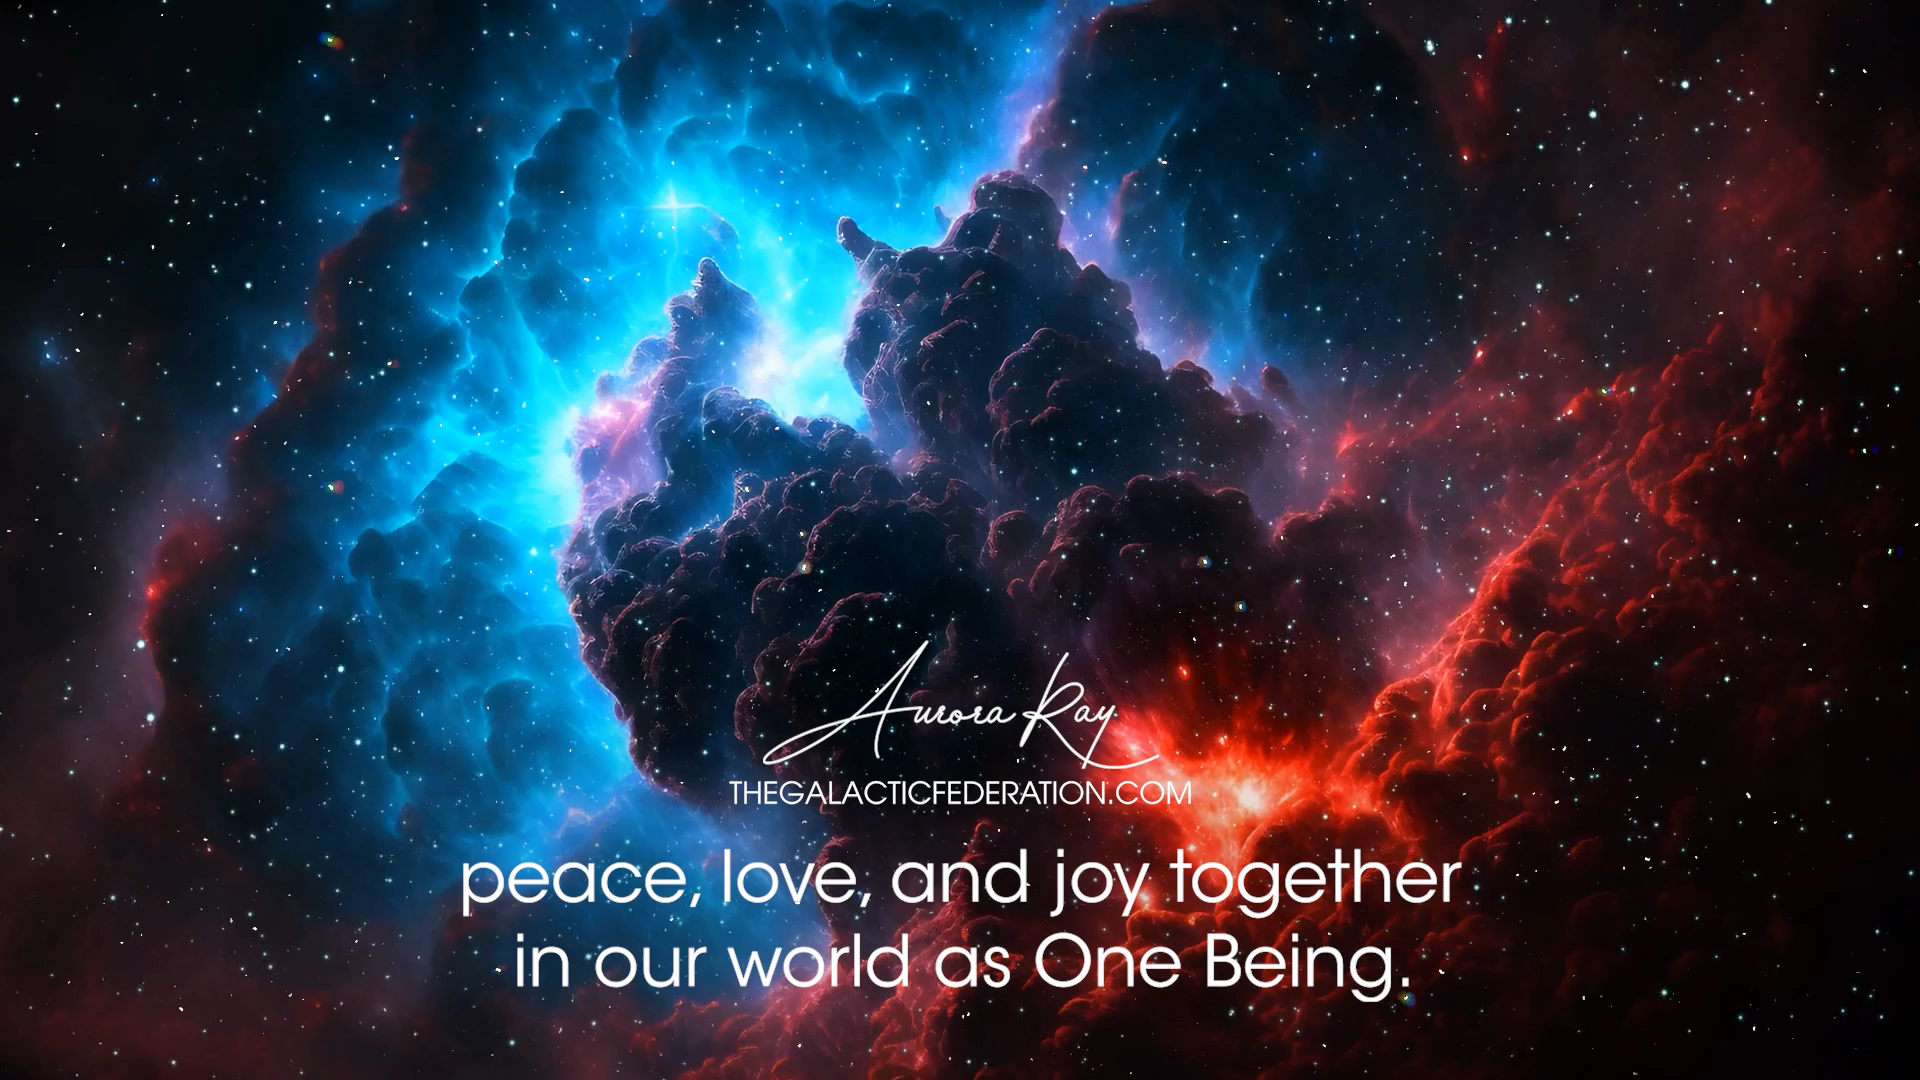 Aurora Ray
THEGALACTICFEDERATION.COM
peace, love, and joy together
in our world as One Being.